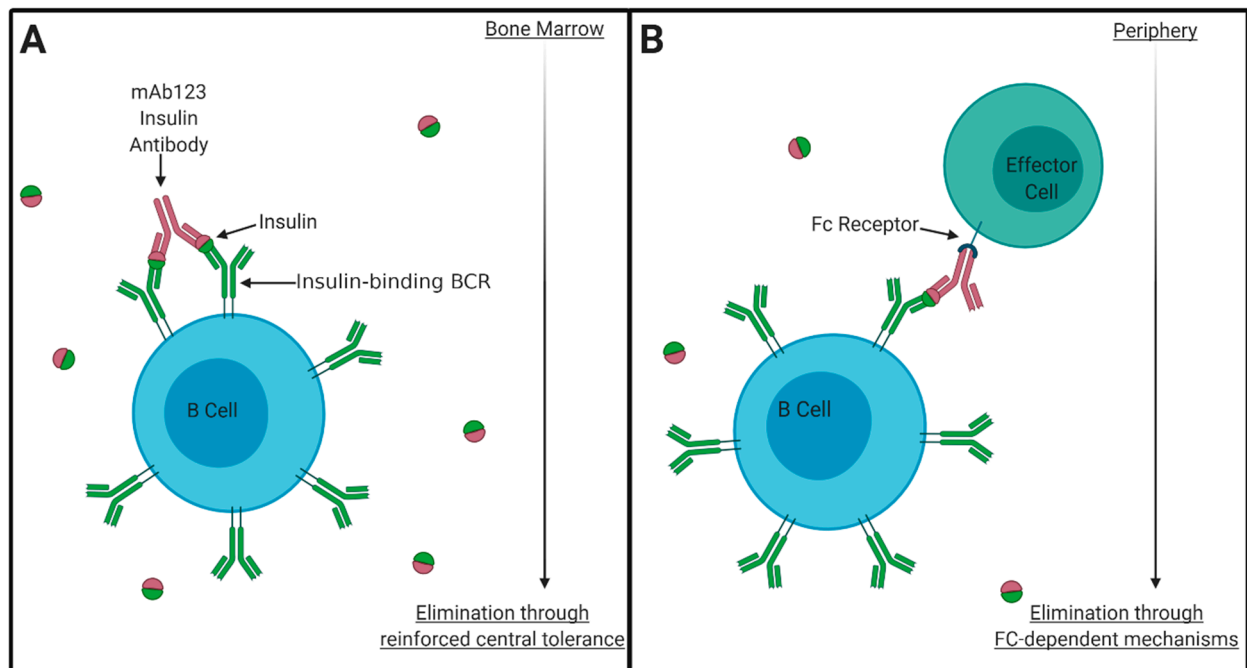 A
Bone Marrow
mAb123
Insulin
Antibody
Insulin
Insulin-binding BCR
B Cell
Elimination through
reinforced central tolerance
B
Periphery
Effector
Cell
Fc Receptor
B Cell
Elimination through
FC-dependent mechanisms